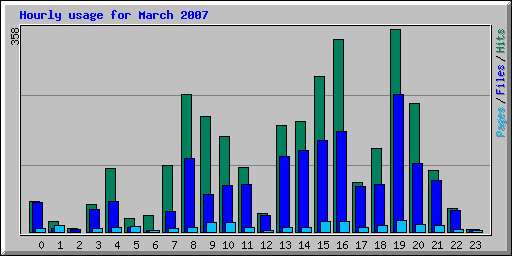 Hourly usage for March 2007
358
Pages / Files / Hits
0 1 2 3 4 5 6 7 8 9 10 11 12 13 14 15 16 17 18 19 20 21 22 23